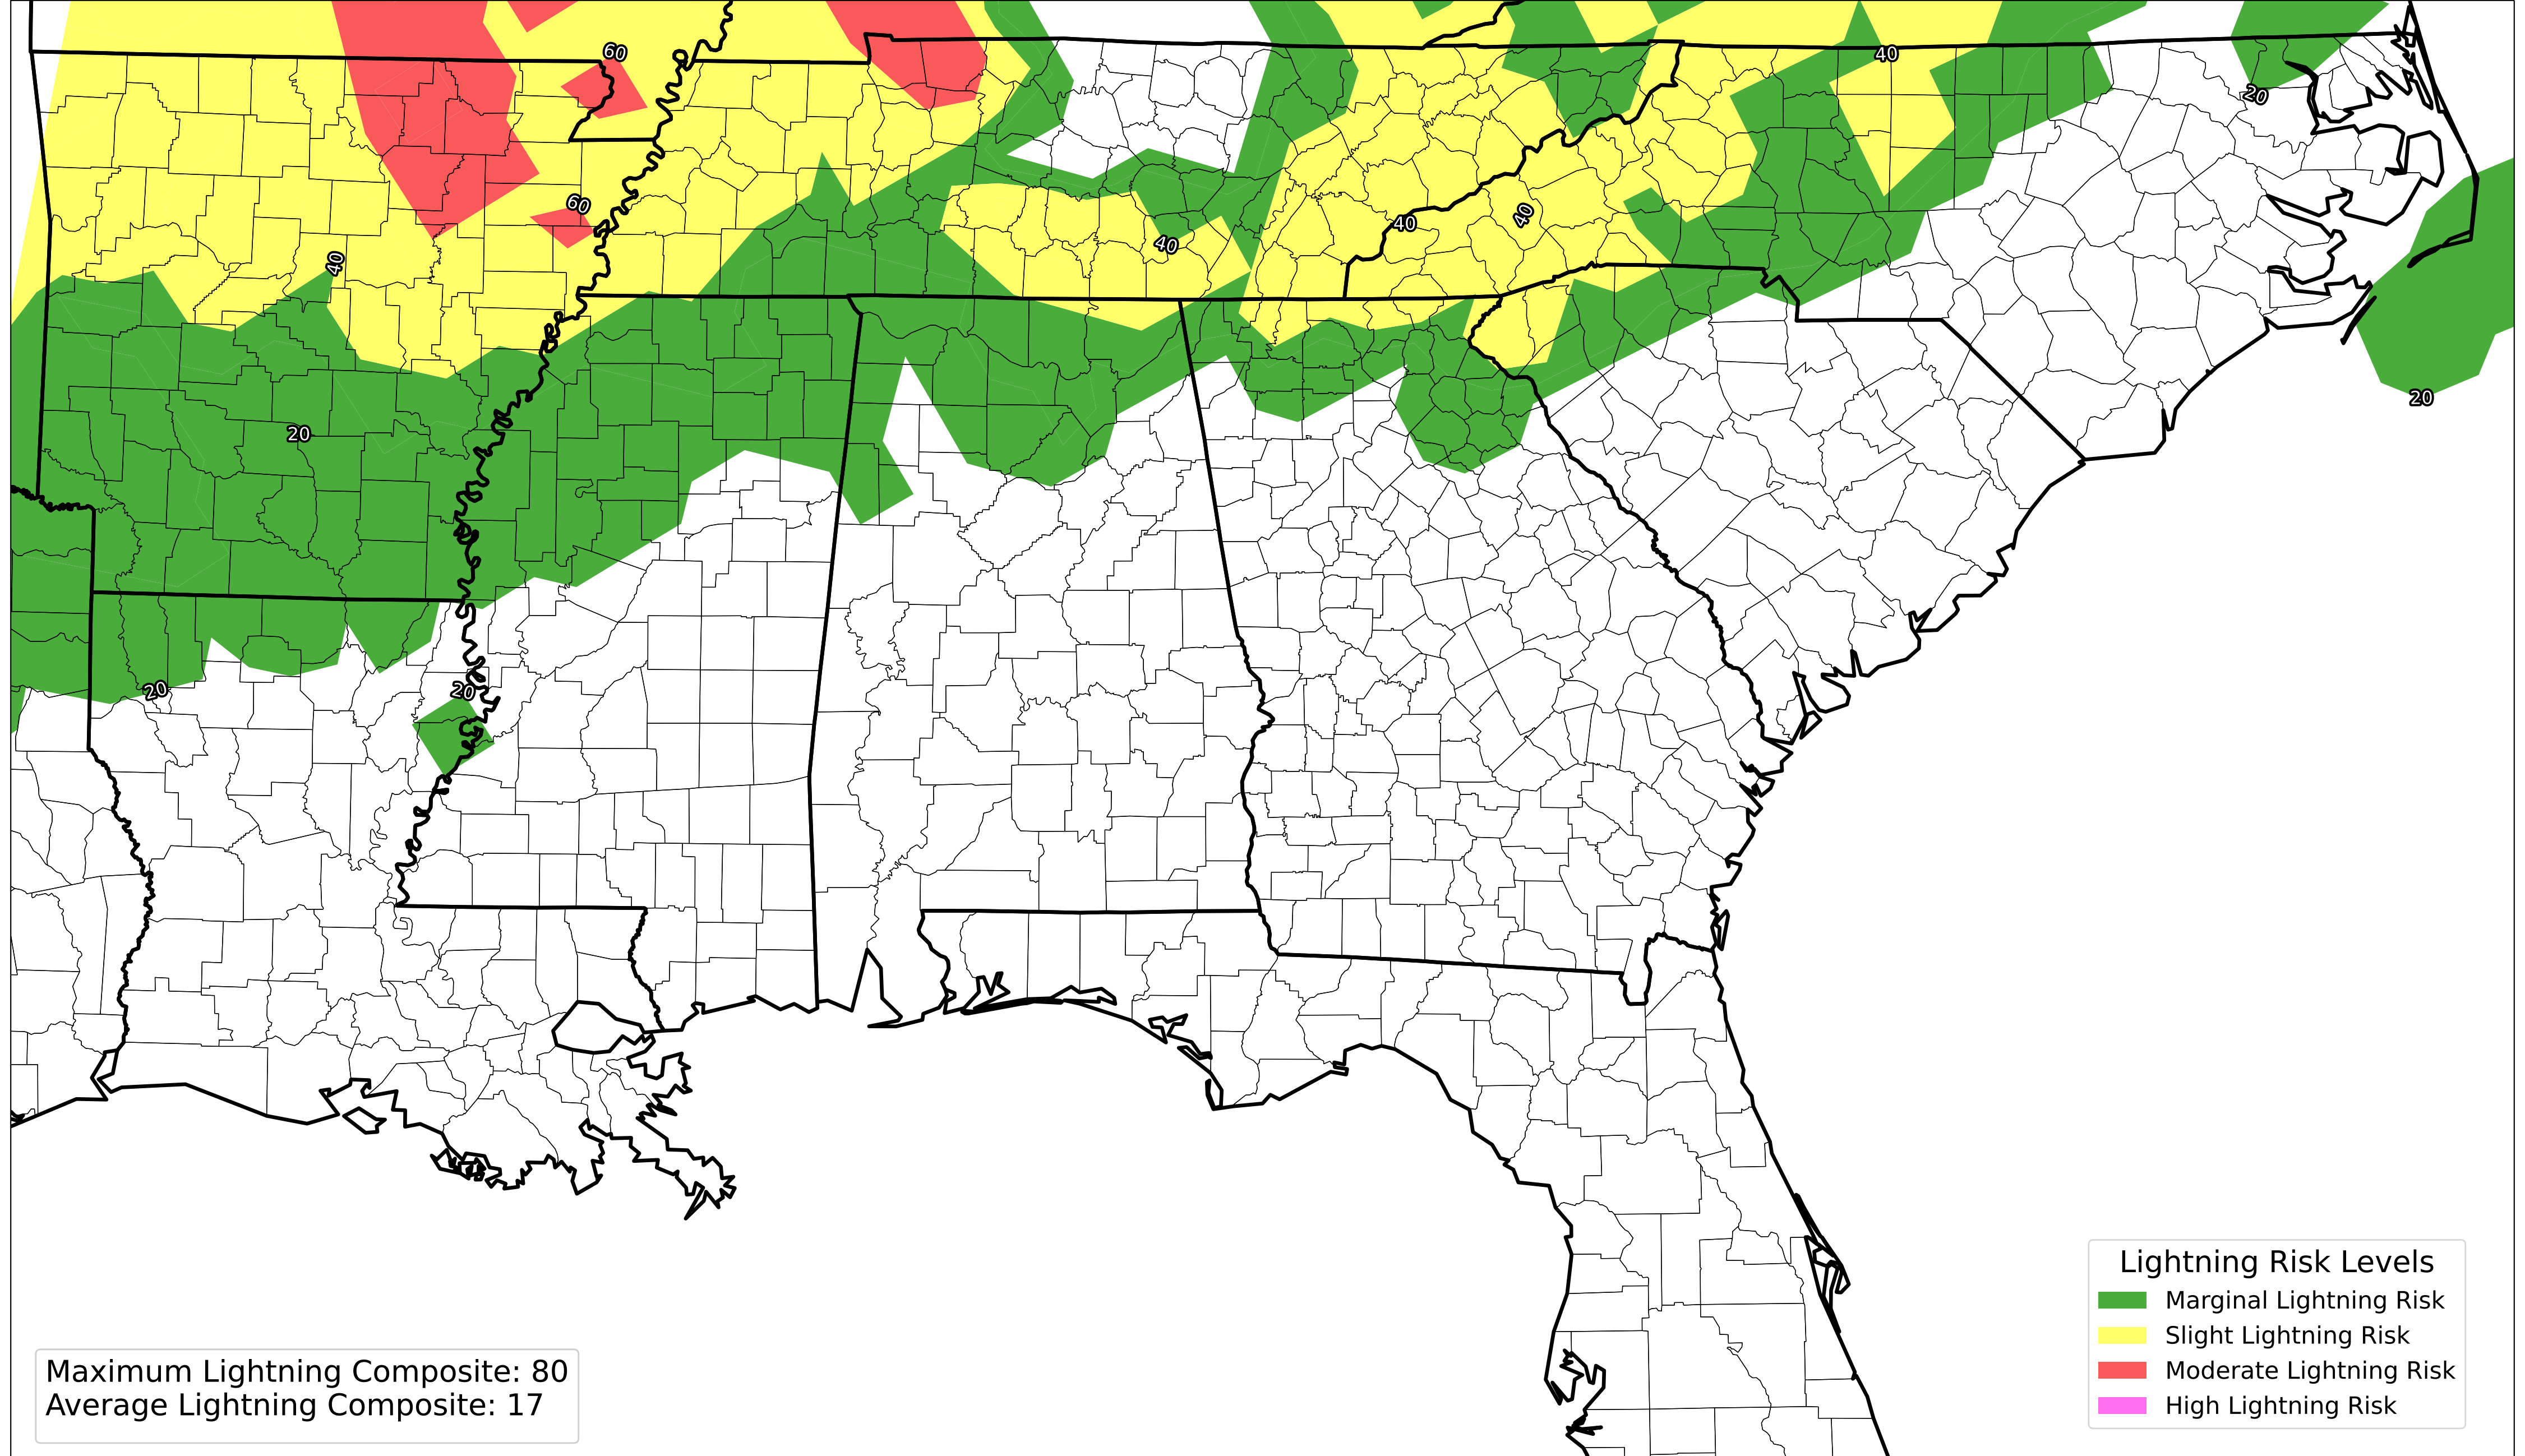 60
40
20
60
40
40
40
40
20
20
20
20
20
Maximum Lightning Composite: 80
Average Lightning Composite: 17
Lightning Risk Levels
Marginal Lightning Risk
Slight Lightning Risk
Moderate Lightning Risk
High Lightning Risk